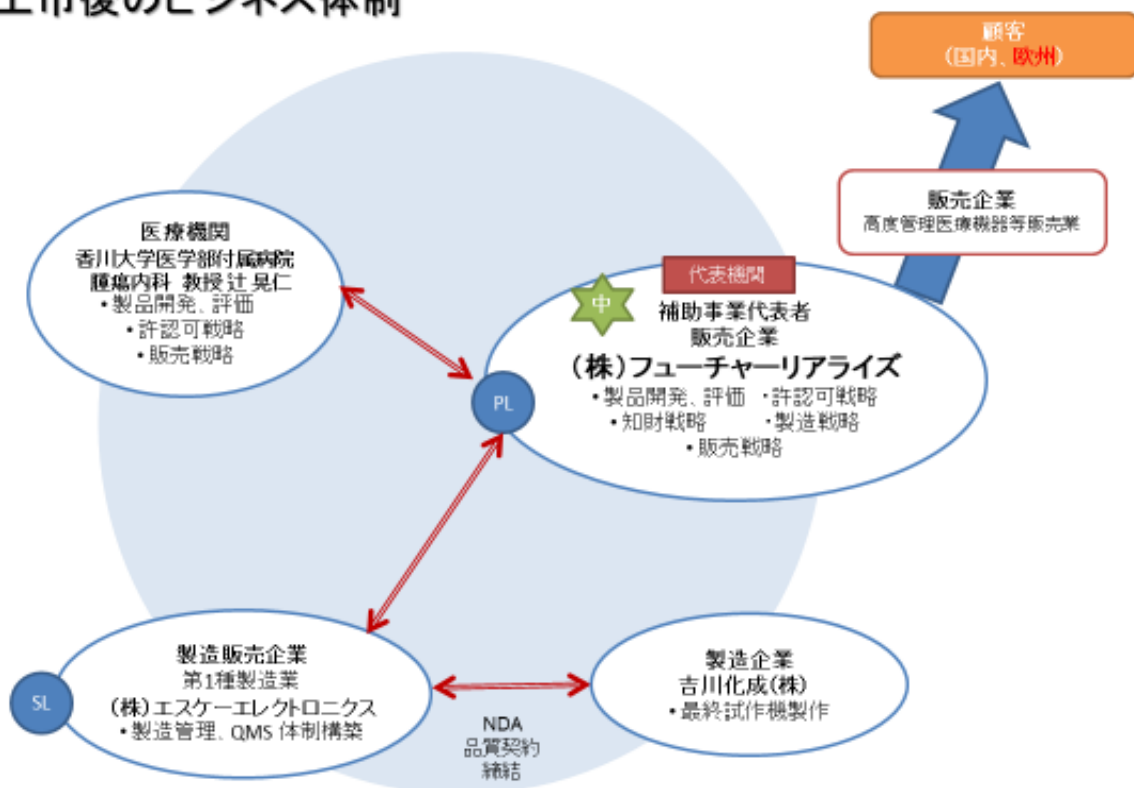 上市後のビジネス体制
顧客
(国内、欧州)
販売企業
高度管理医療機器等販売業
医療機関
香川大学医学部付属病院
腫瘍内科 教授 辻 晃仁
•製品開発、評価
•許認可戦略
•販売戦略
代表機関
中
補助事業代表者
販売企業
(株)フューチャーリアライズ
•製品開発、評価 ・許認可戦略
•知財戦略 ・製造戦略
•販売戦略
PL
製造販売企業
第1種製造業
(株)エスケーエレクトロニクス
•製造管理、QMS 体制構築
SL
NDA
品質契約
締結
製造企業
吉川化成(株)
•最終試作機製作